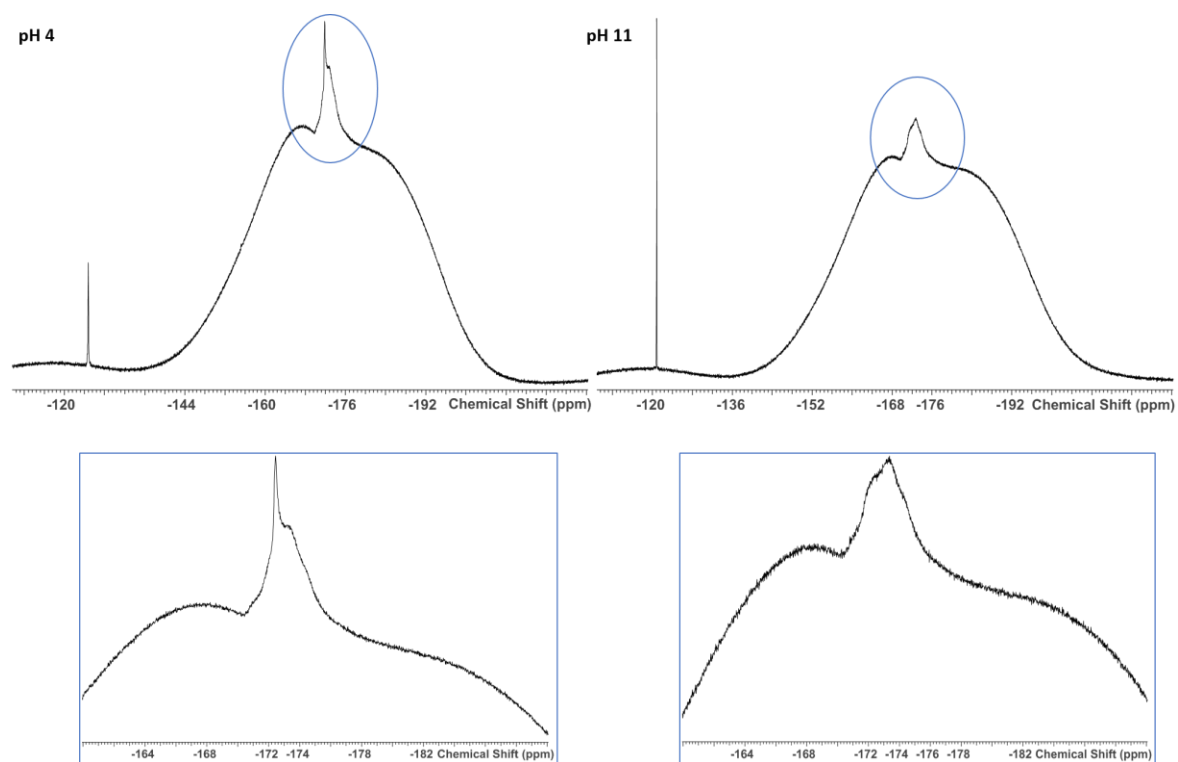 pH 4
pH 11
-120 -144 -160 -176 -192 Chemical Shift (ppm)
-120 -136 -152 -168 -176 -192 Chemical Shift (ppm)
-164 -168 -172 -174 -178 -182 Chemical Shift (ppm)
-164 -168 -172 -174 -176 -178 -182 Chemical Shift (ppm)